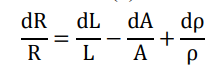 dR/R = dL/L − dA/A + dρ/ρ